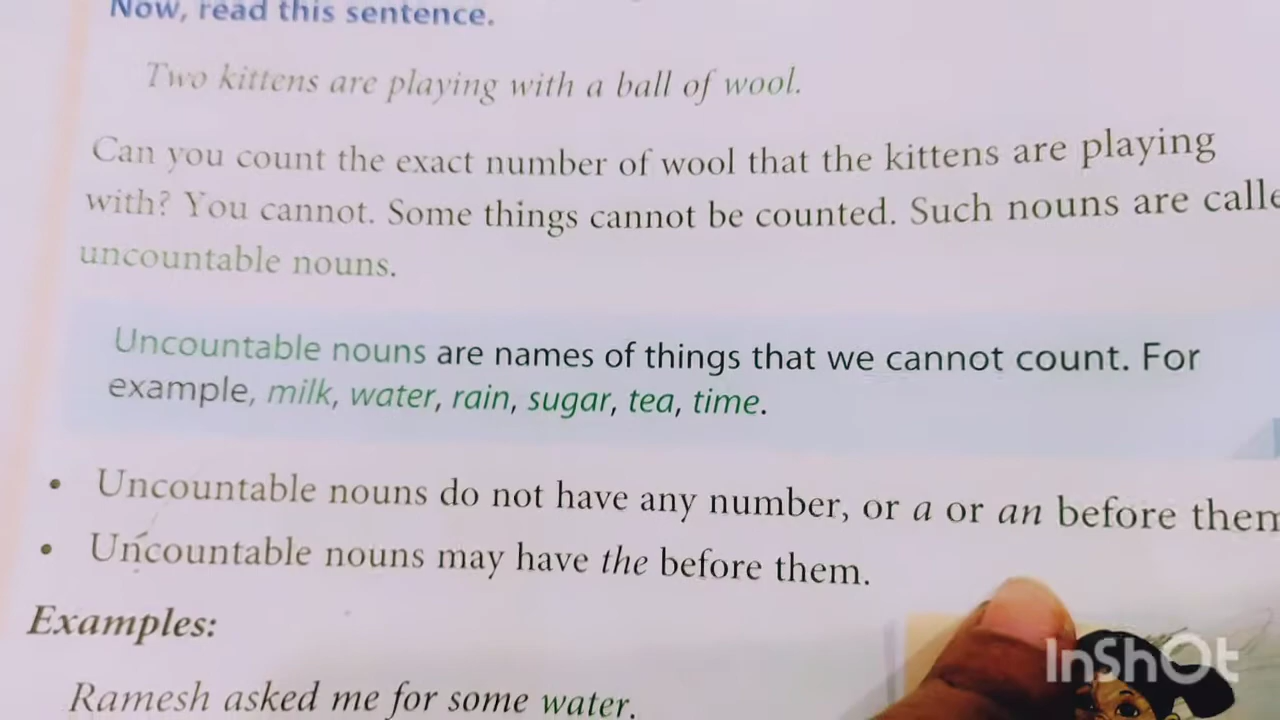 Now, read this sentence.
Two kittens are playing with a ball of wool.
Can you count the exact number of wool that the kittens are playing
with? You cannot. Some things cannot be counted. Such nouns are calle
uncountable nouns.
Uncountable nouns are names of things that we cannot count. For
example, milk, water, rain, sugar, tea, time.
• Uncountable nouns do not have any number, or a or an before them
• Uncountable nouns may have the before them.
Examples:
Ramesh asked me for some water.
InShOt